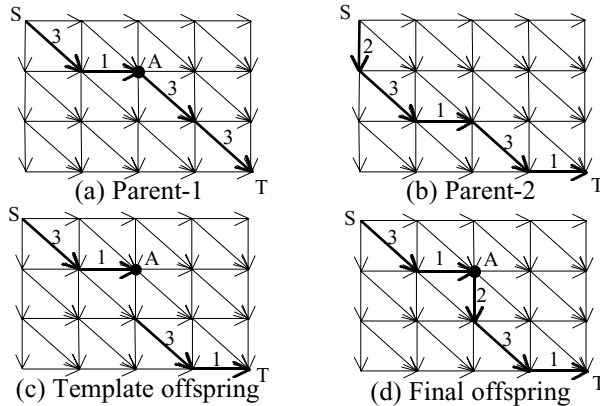 S
3
1
A
3
3
T
(a) Parent-1
S
2
3
1
3
1
T
(b) Parent-2
S
3
1
A
3
1
T
(c) Template offspring
S
3
1
A
2
3
1
T
(d) Final offspring